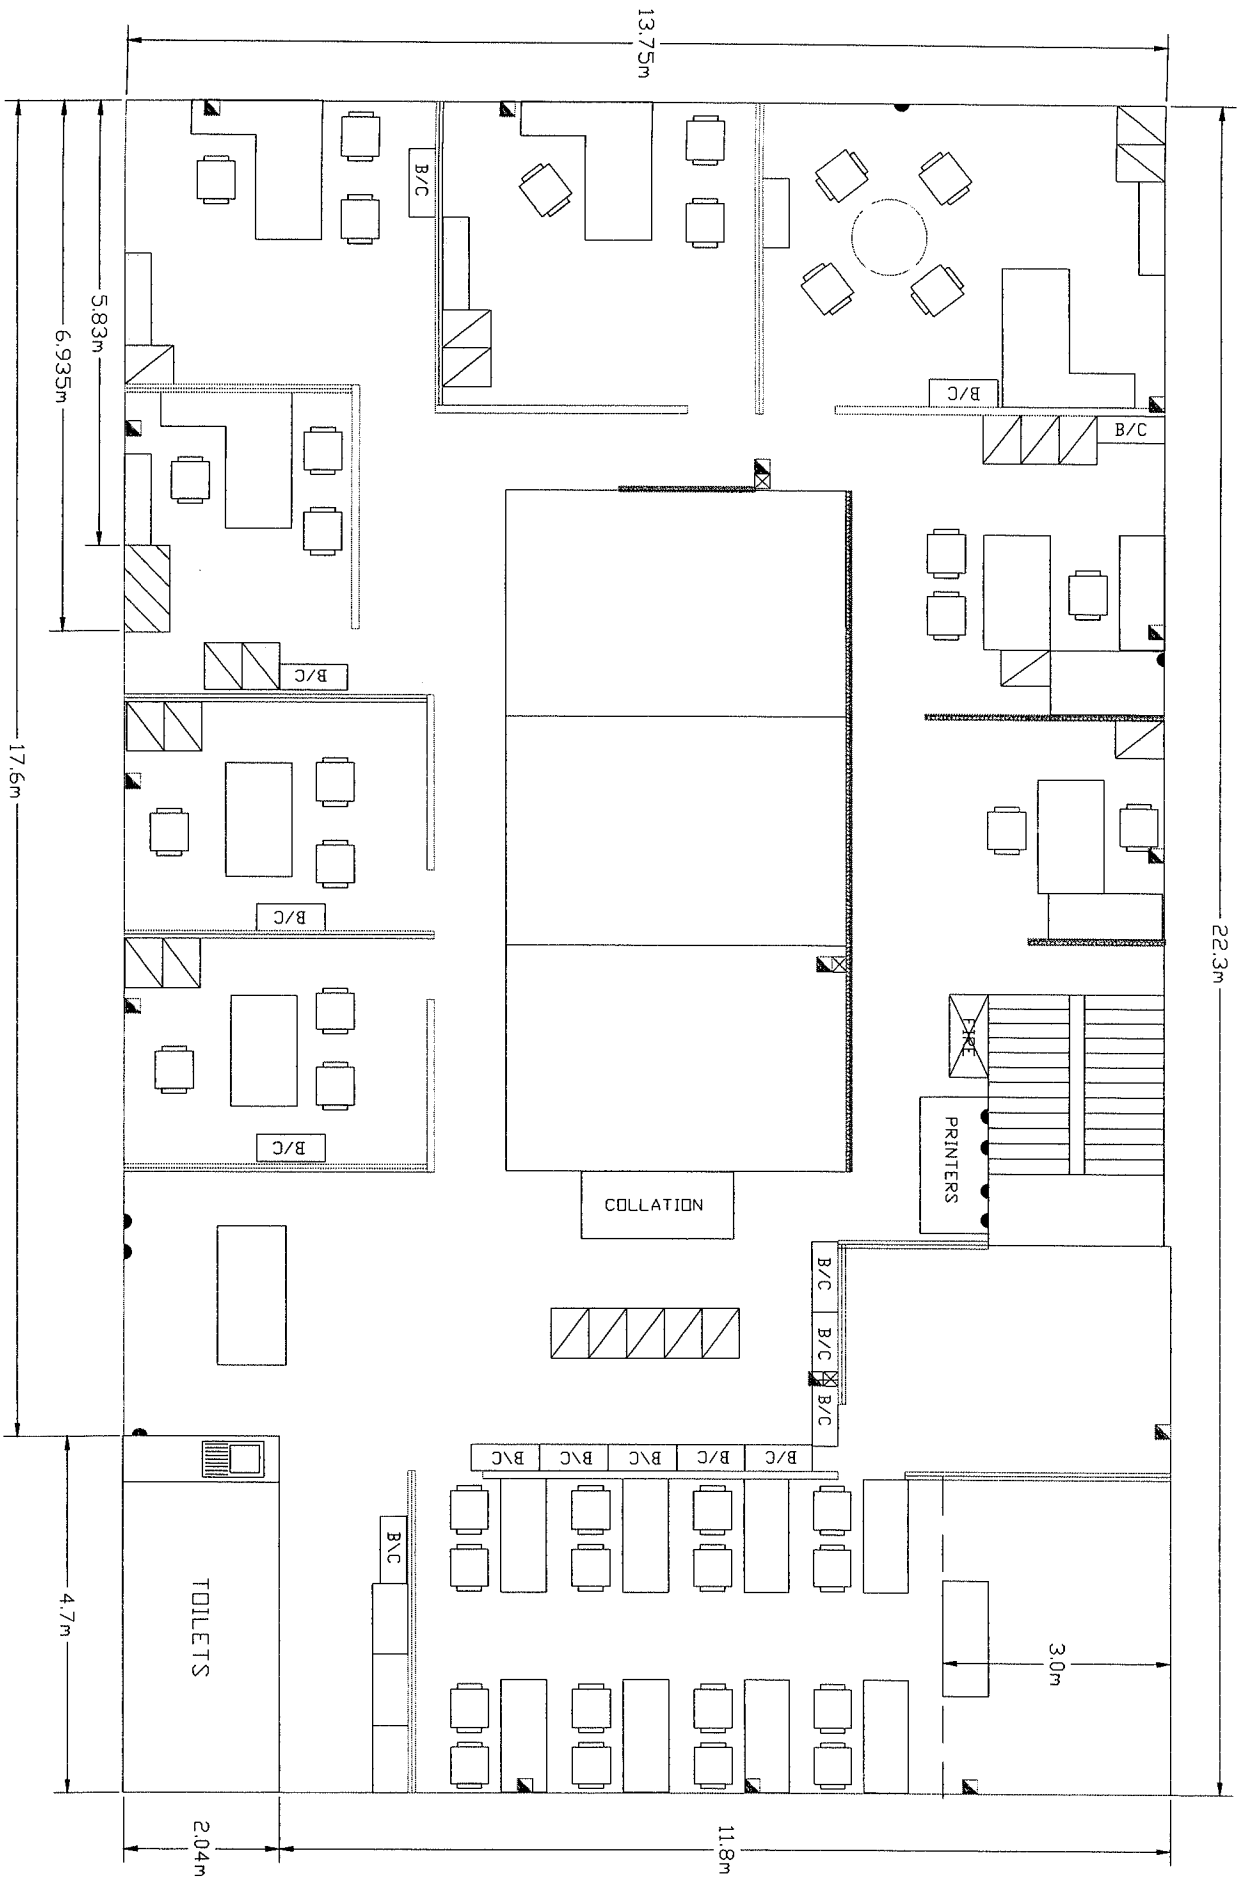 13.75m
B/C
5.83m
6.935m
B/C
B/C
B/C
17.6m
22.3m
B/C
B/C
FIRE
PRINTERS
B/C
COLLATION
B/C
B/C
B/C
B\C
B\C
B\C
B/C
B/C
B\C
TOILETS
4.7m
3.0m
2.04m
11.8m